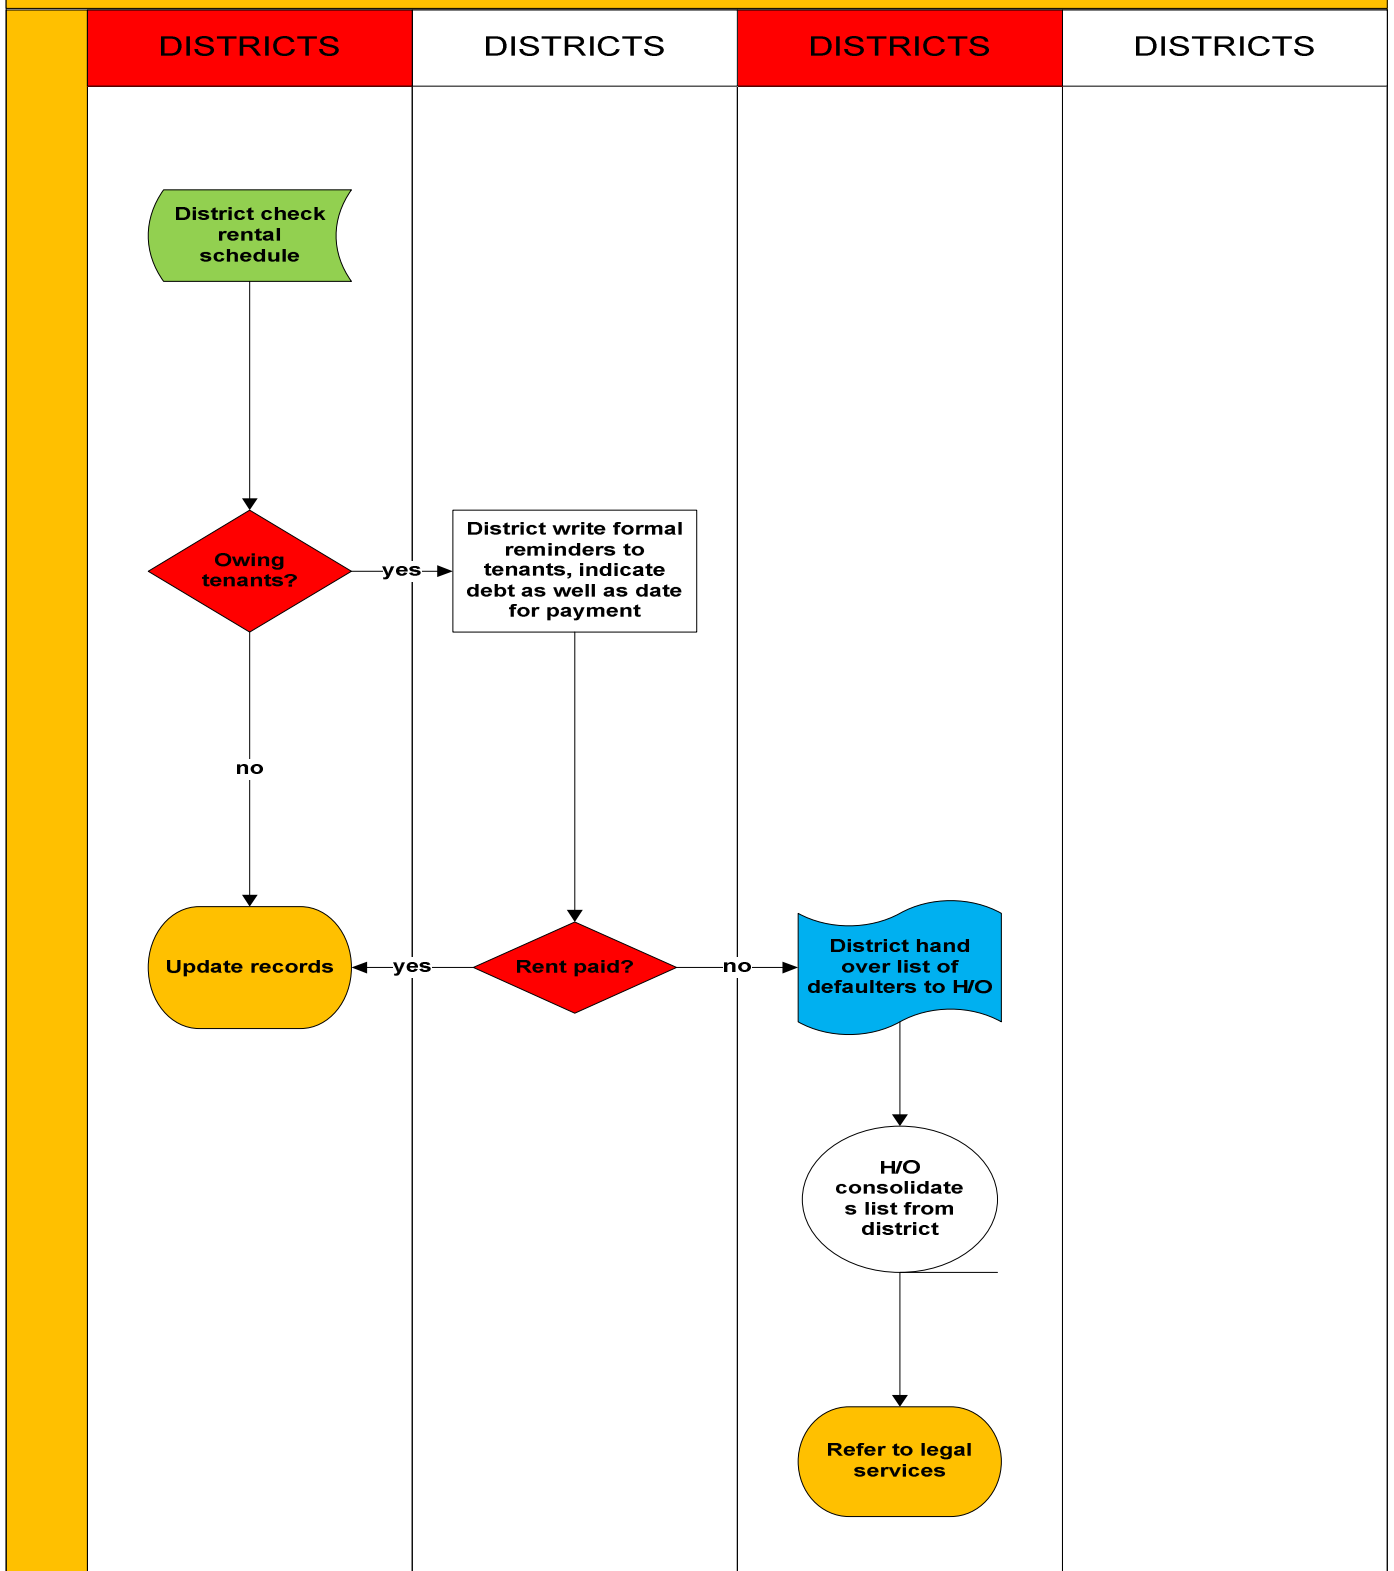 DISTRICTS
DISTRICTS
DISTRICTS
DISTRICTS
District check
rental
schedule
Owing
tenants?
yes
District write formal
reminders to
tenants, indicate
debt as well as date
for payment
no
Update records
yes
Rent paid?
no
District hand
over list of
defaulters to H/O
H/O
consolidate
s list from
district
Refer to legal
services